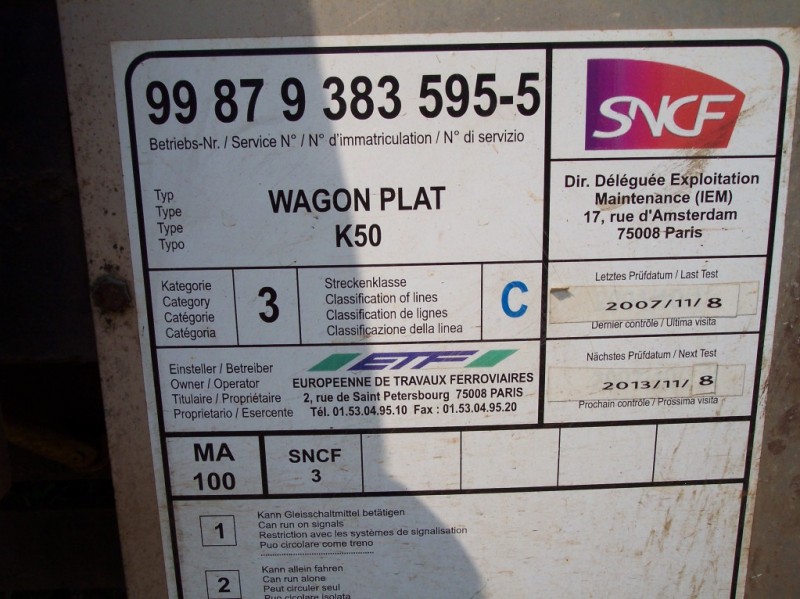 99 87 9 383 595-5
Betriebs-Nr. / Service N° / N° d'immatriculation / N° di servizio
SNCF
Dir. Déléguée Exploitation
Maintenance (IEM)
17, rue d'Amsterdam
75008 Paris
Typ
Type
Type
Typo
WAGON PLAT
K50
Kategorie
Category
Catégorie
Catégoria
3
Streckenklasse
Classification of lines
Classification de lignes
Classificazione della linea
C
Letztes Prüfdatum / Last Test
2007/11/8
Dernier contrôle / Ultima visita
Einsteller / Betreiber
Owner / Operator
Titulaire / Propriétaire
Proprietario / Esercente
ETF
EUROPEENNE DE TRAVAUX FERROVIAIRES
2, rue de Saint Petersbourg 75008 PARIS
Tél. 01.53.04.95.10 Fax : 01.53.04.95.20
Nächstes Prüfdatum / Next Test
2013/11/8
Prochain contrôle / Prossima visita
MA
100
SNCF
3
1
Kann Gleisschaltmittel betätigen
Can run on signals
Restriction avec les systèmes de signalisation
Puo circolare come treno
2
Kann allein fahren
Can run alone
Peut circuler seul
Puo circolare isolata